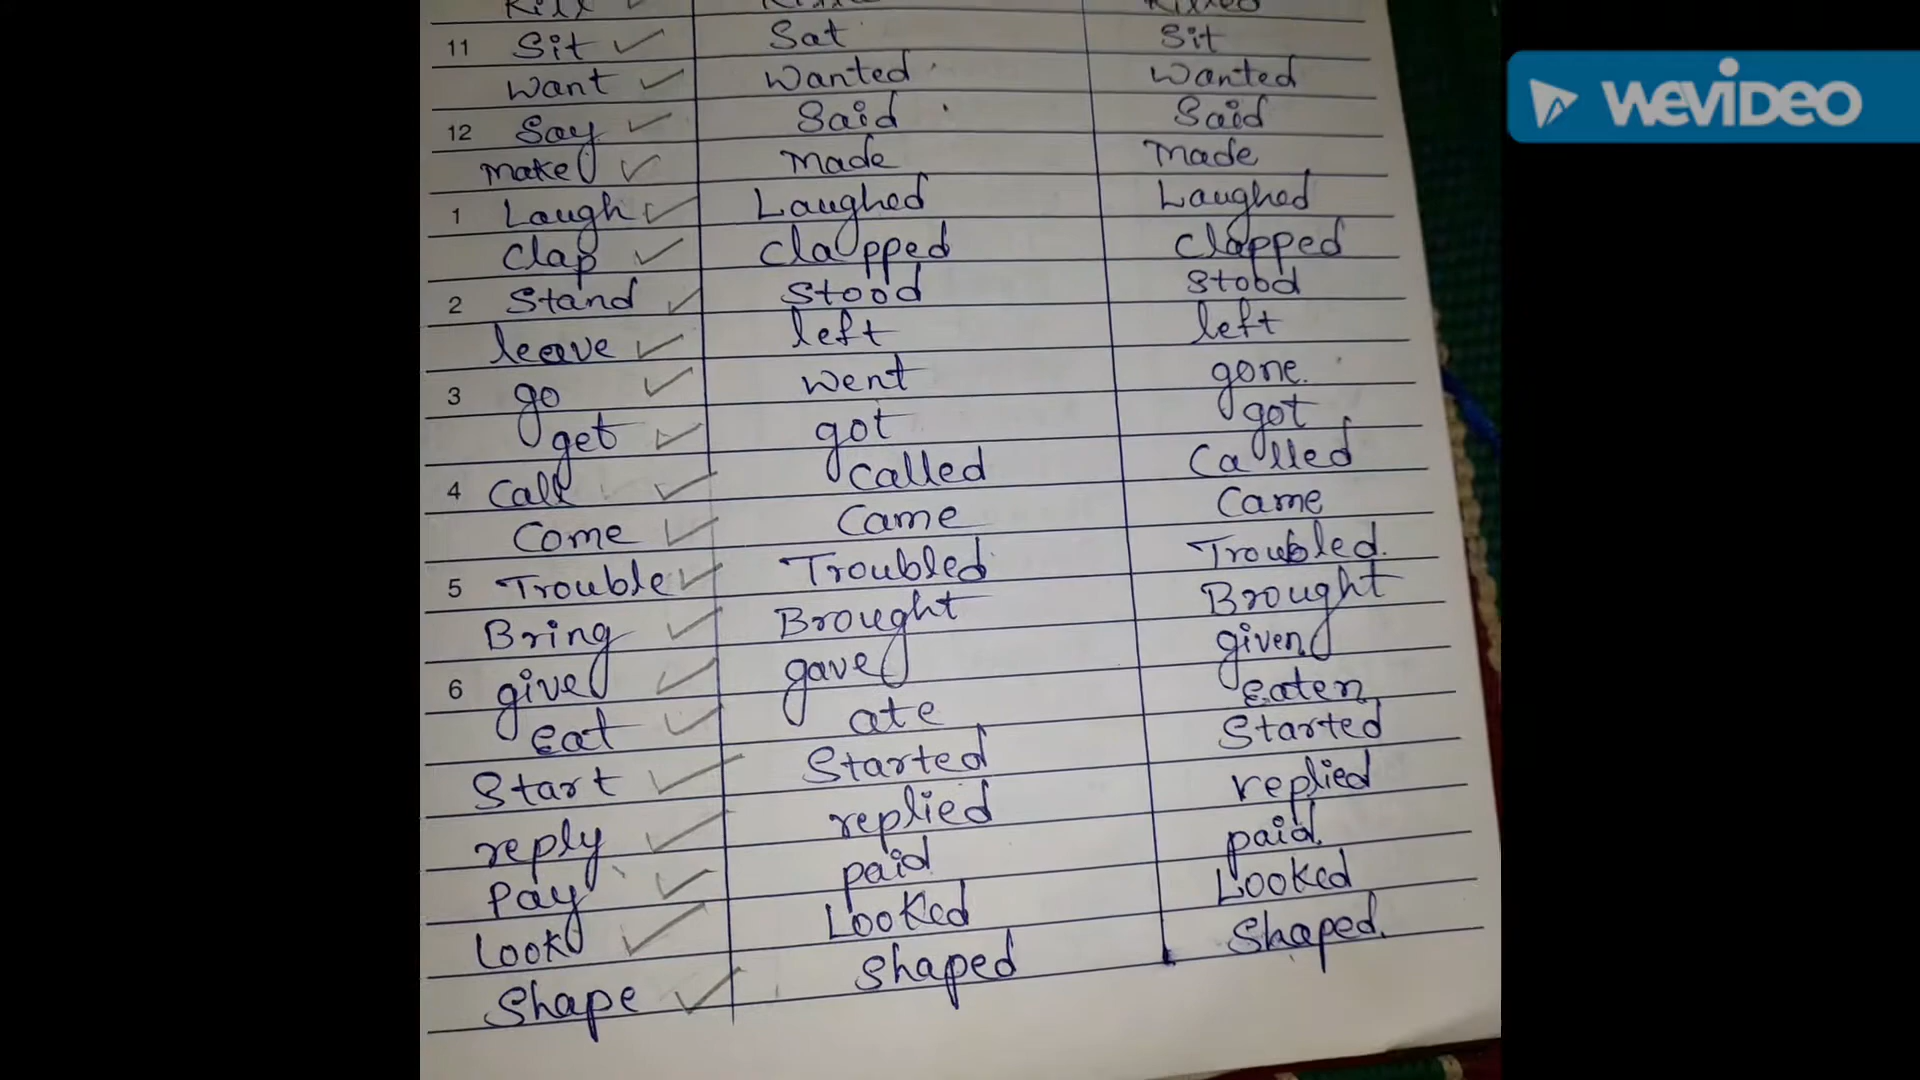 Kill Killed Killed
11 Sit Sat Sit
Want Wanted Wanted
12 Say Said Said
make made made
1 Laugh Laughed Laughed
Clap Clapped Clapped
2 Stand Stood Stood
leave left left
3 go went gone.
get got got
4 Call Called Called
Come Came Came
5 Trouble Troubled Troubled.
Bring Brought Brought
6 give gave given
eat ate eaten
Start Started Started
reply replied replied
Pay paid paid.
Look Looked Looked
Shape Shaped Shaped.
WEVIDEO